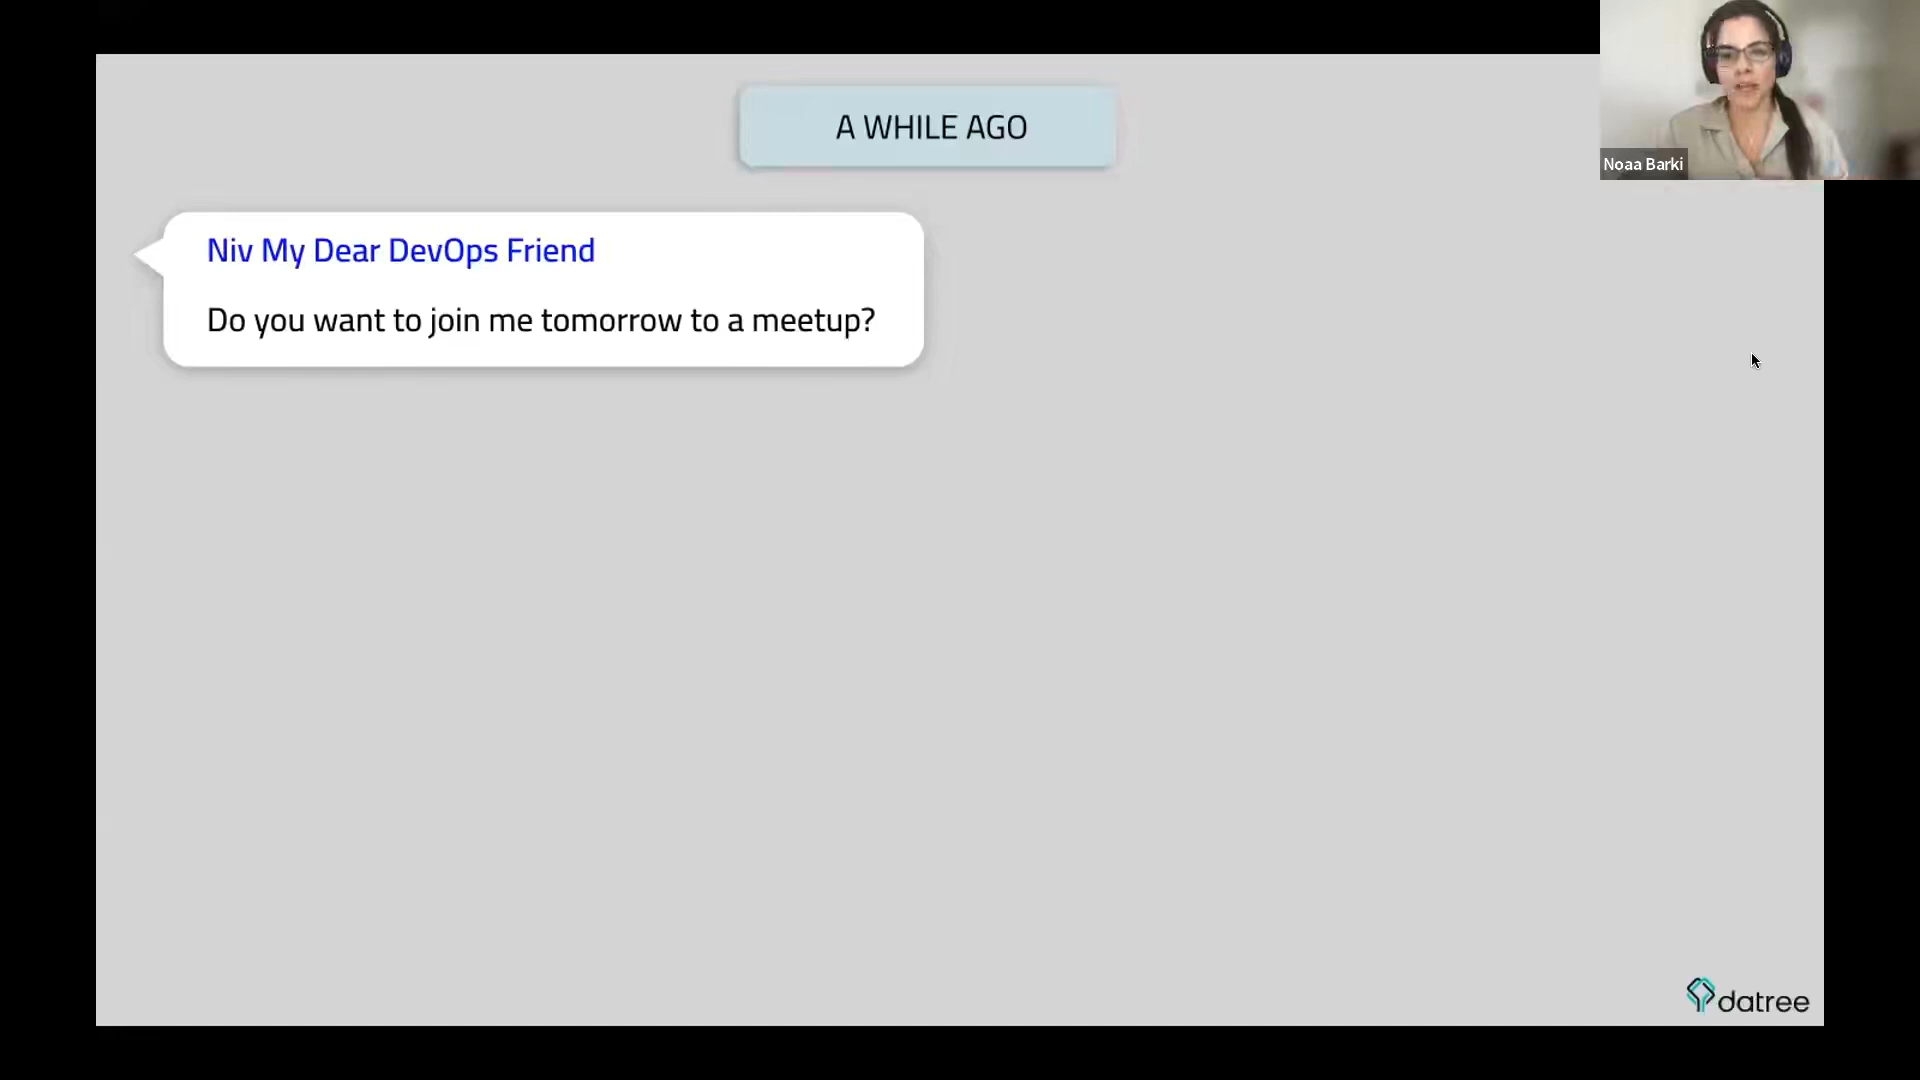 A WHILE AGO
Noaa Barki
Niv My Dear DevOps Friend
Do you want to join me tomorrow to a meetup?
datree